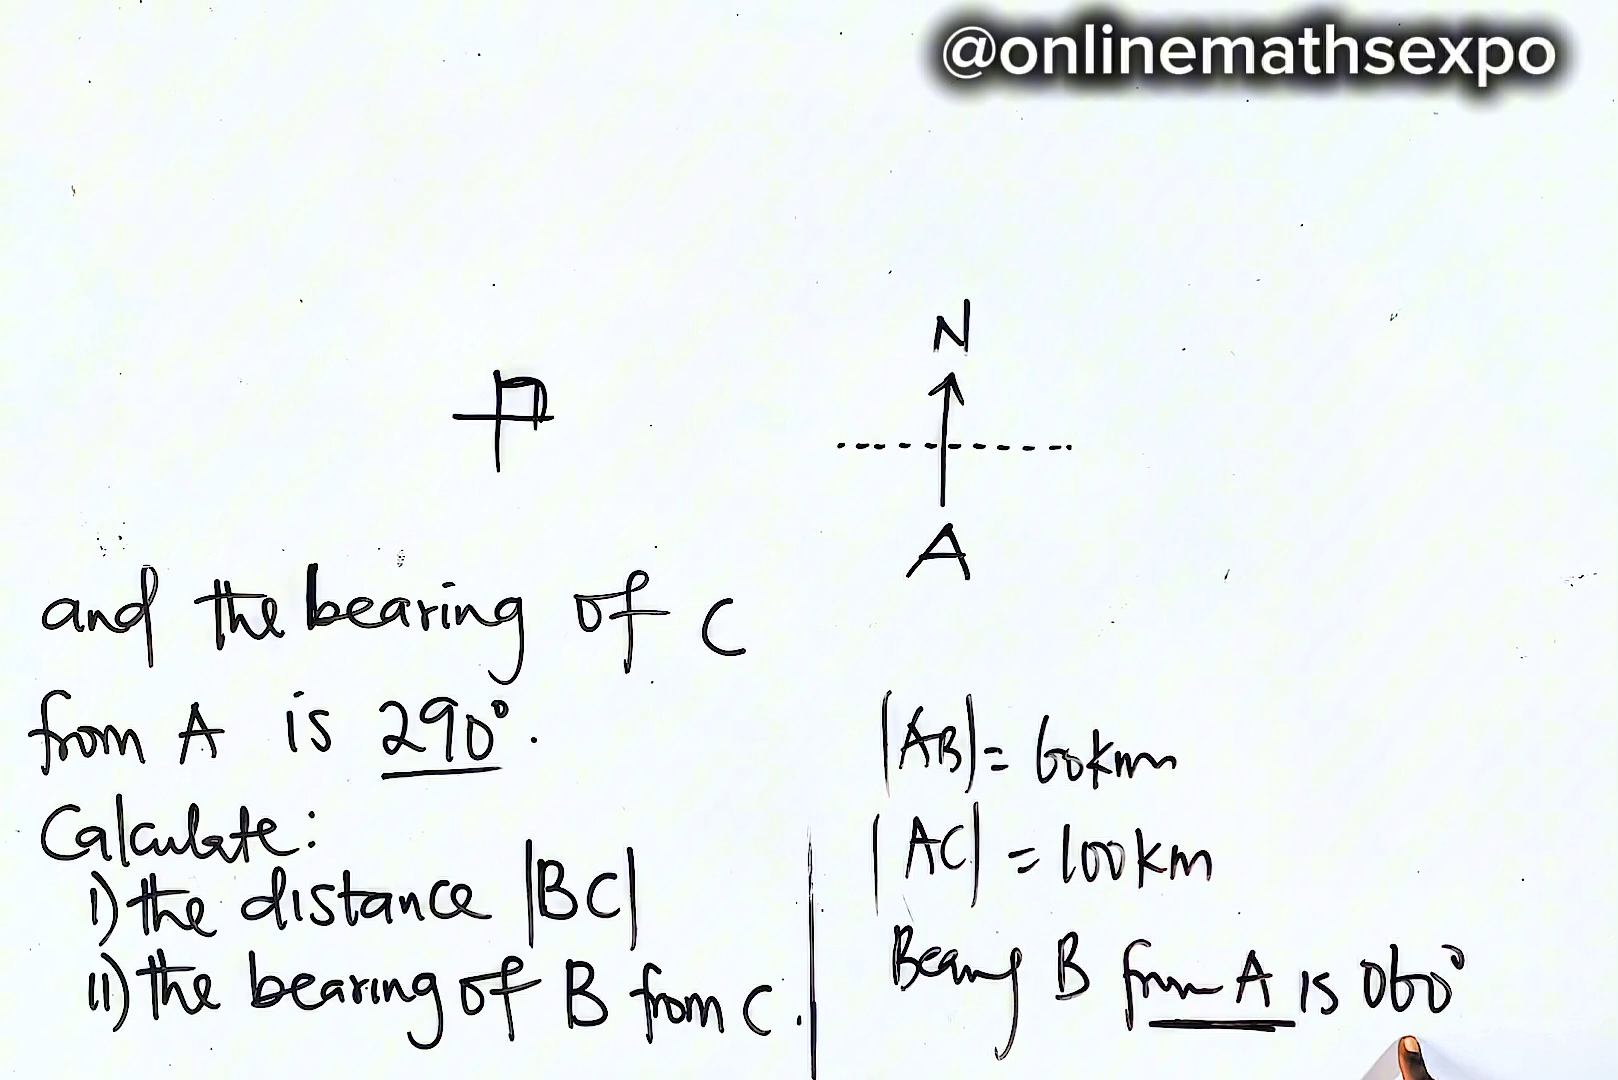 @onlinemathsexpo
N
A
and the bearing of C
from A is 290°.
Calculate:
i) the distance |BC|
ii) the bearing of B from C.
|AB| = 60km
|AC| = 100km
Bearing B from A is 060°